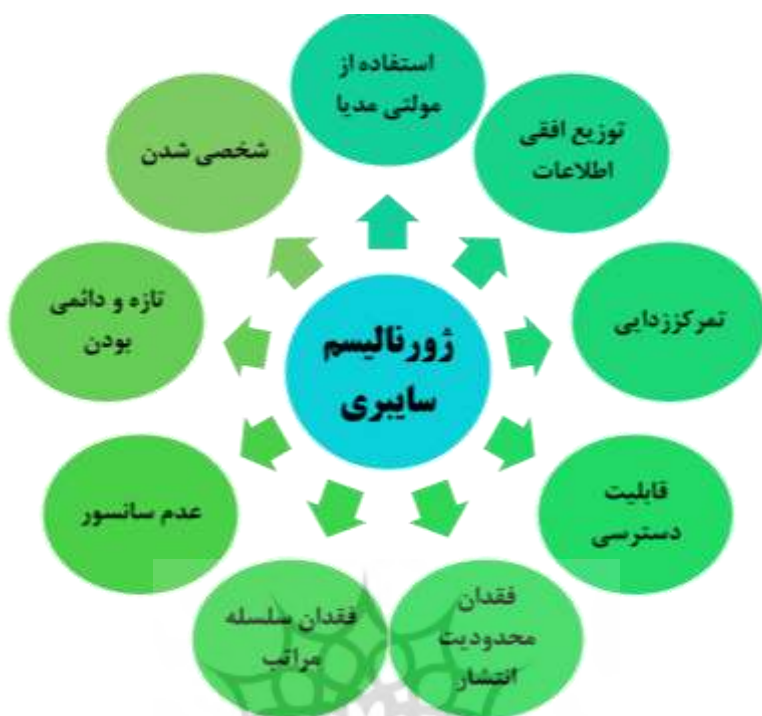 استفاده از
مولتی مدیا
توزیع افقی
اطلاعات
تمرکززدایی
قابلیت
دسترسی
فقدان
محدودیت
انتشار
فقدان سلسله
مراتب
عدم سانسور
تازه و دائمی
بودن
شخصی شدن
ژورنالیسم
سایبری